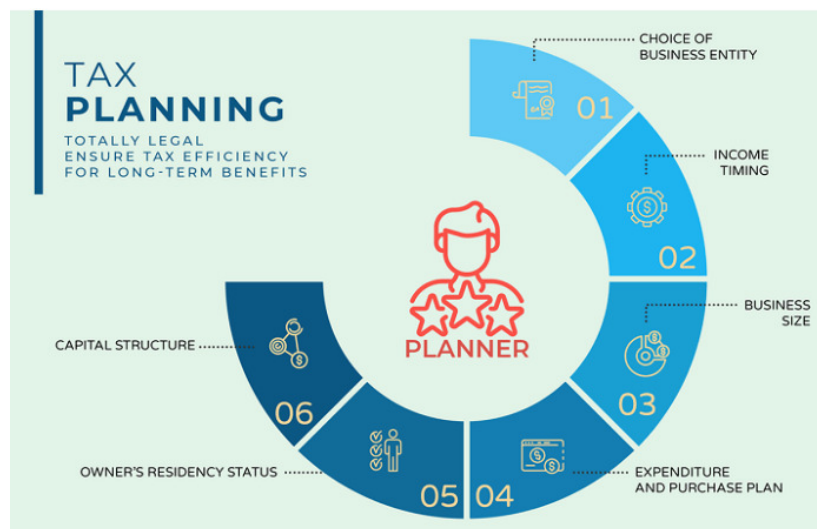 TAX
PLANNING
TOTALLY LEGAL
ENSURE TAX EFFICIENCY
FOR LONG-TERM BENEFITS
CHOICE OF
BUSINESS ENTITY
01
INCOME
TIMING
02
BUSINESS
SIZE
03
EXPENDITURE
AND PURCHASE PLAN
04
OWNER'S RESIDENCY STATUS
05
CAPITAL STRUCTURE
06
PLANNER